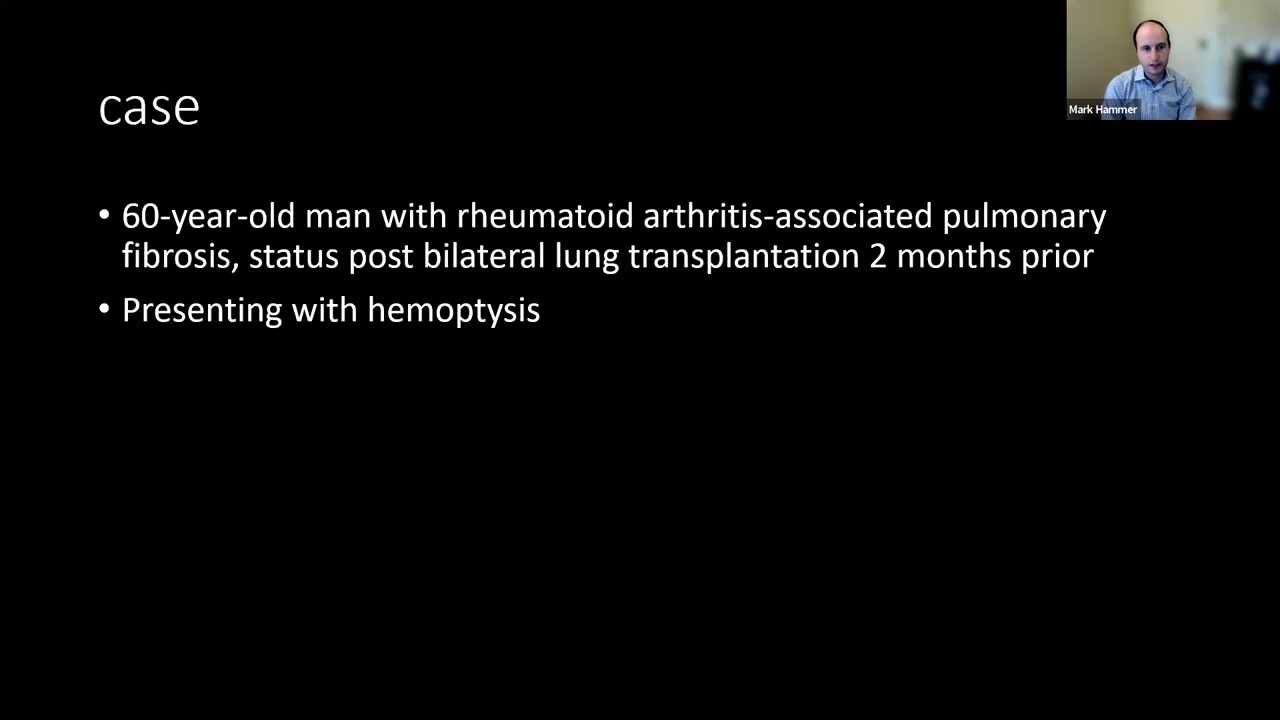 Mark Hammer
case
• 60-year-old man with rheumatoid arthritis-associated pulmonary
fibrosis, status post bilateral lung transplantation 2 months prior
• Presenting with hemoptysis